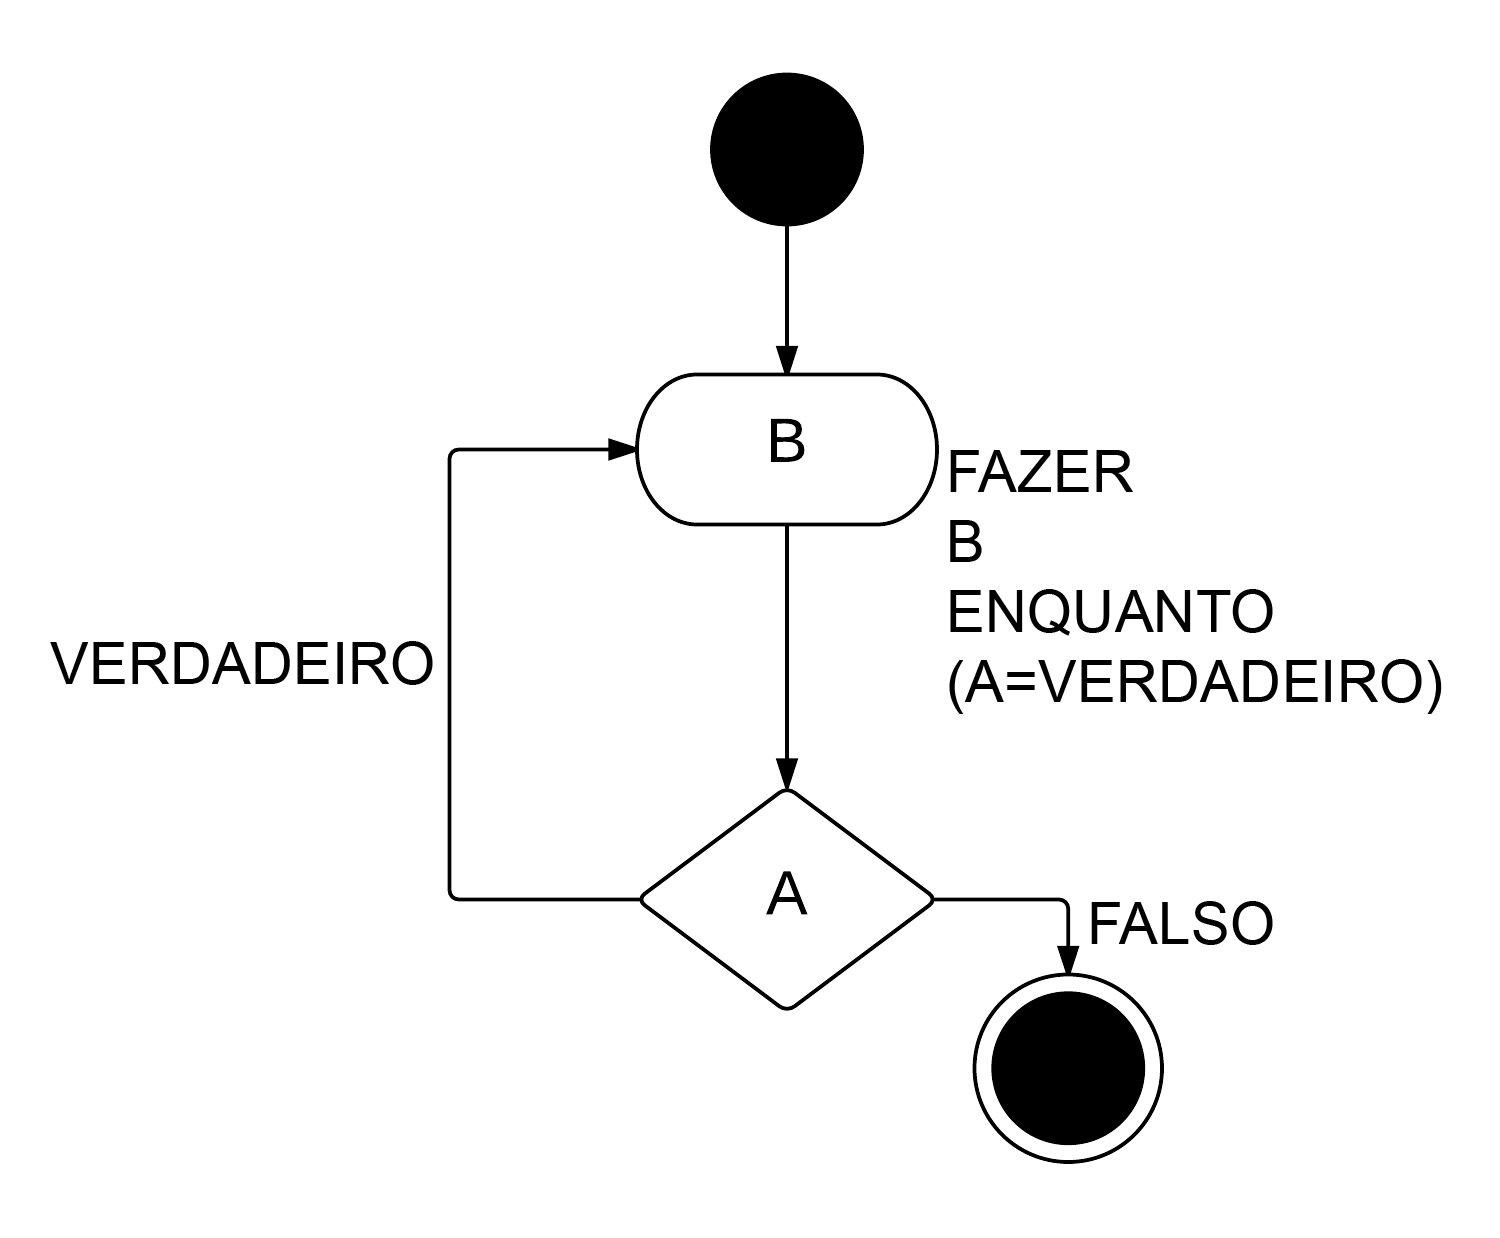 B
FAZER
B
ENQUANTO
(A=VERDADEIRO)
VERDADEIRO
A
FALSO